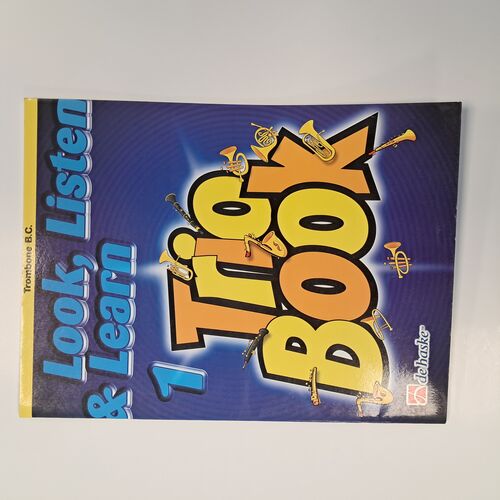 Trombone B.C.
Look, Listen
& Learn
1
Trio
Book
de haske